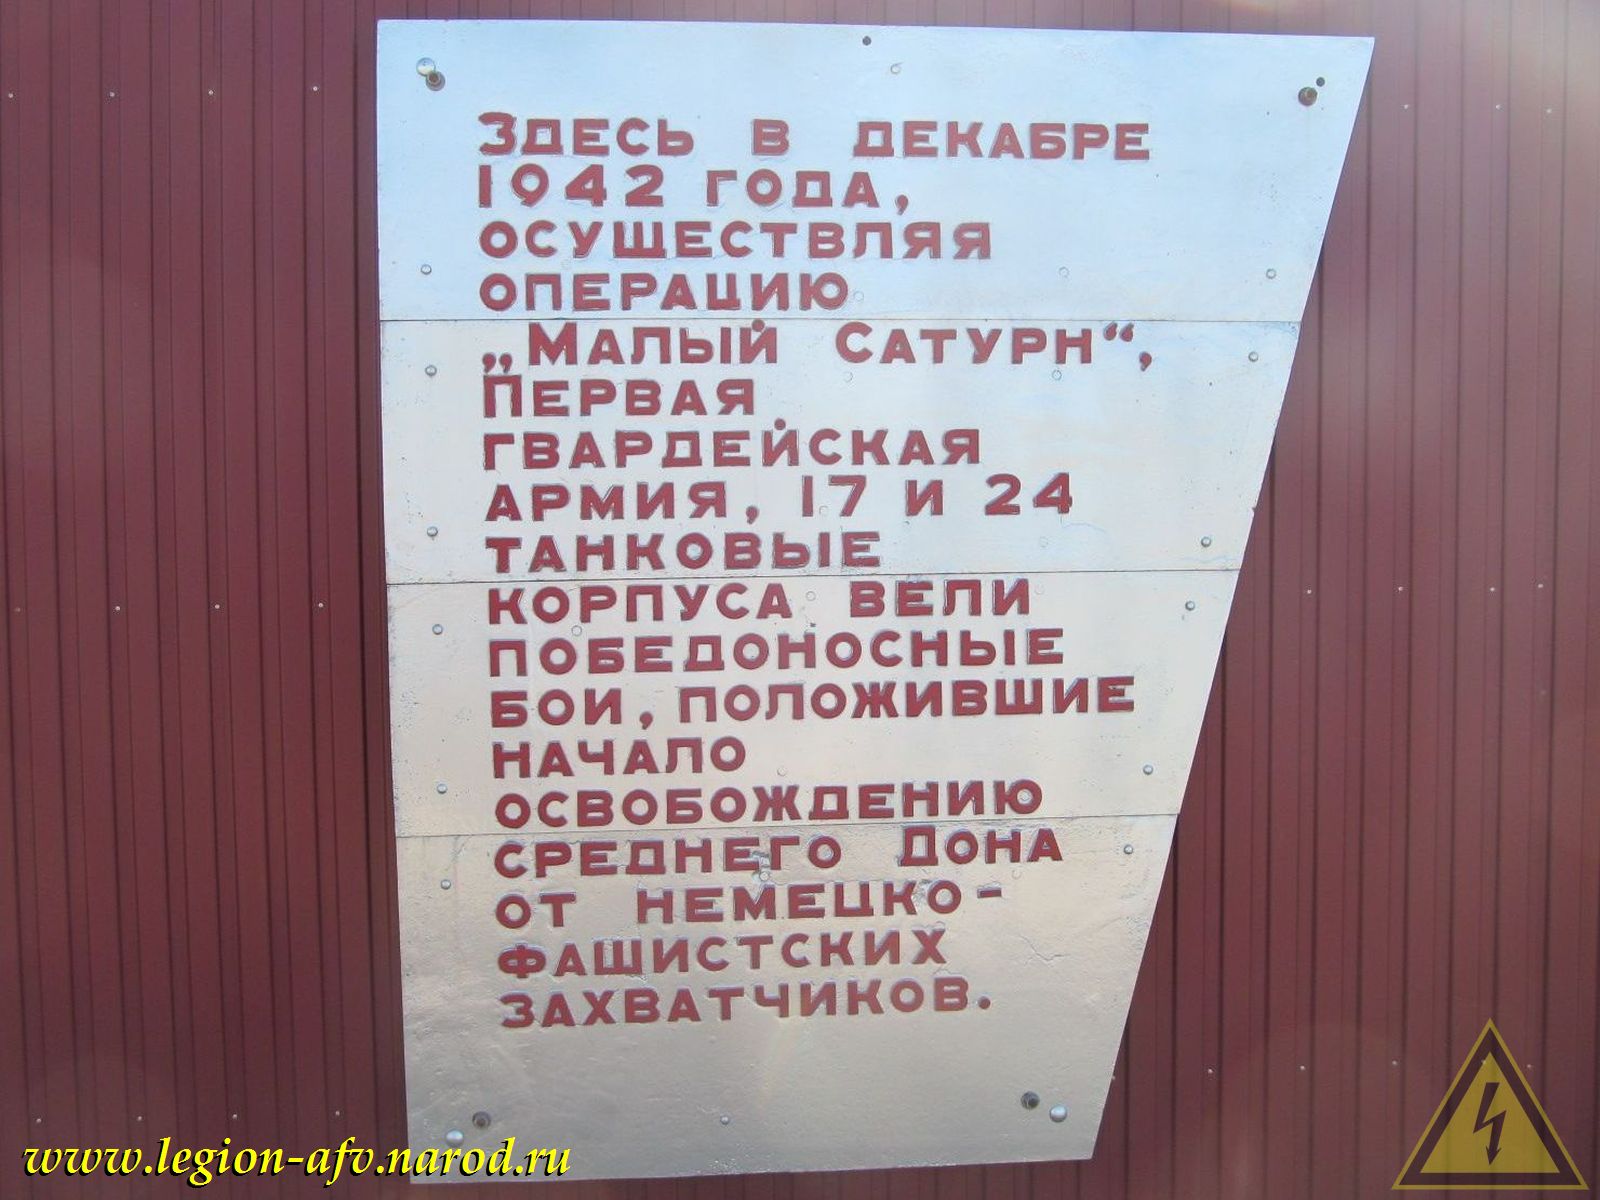 Здесь в декабре
1942 года,
осуществляя
операцию
„Малый Сатурн“,
Первая
гвардейская
армия, 17 и 24
танковые
корпуса вели
победоносные
бои, положившие
начало
освобождению
среднего Дона
от немецко-
фашистских
захватчиков.
www.legion-afv.narod.ru